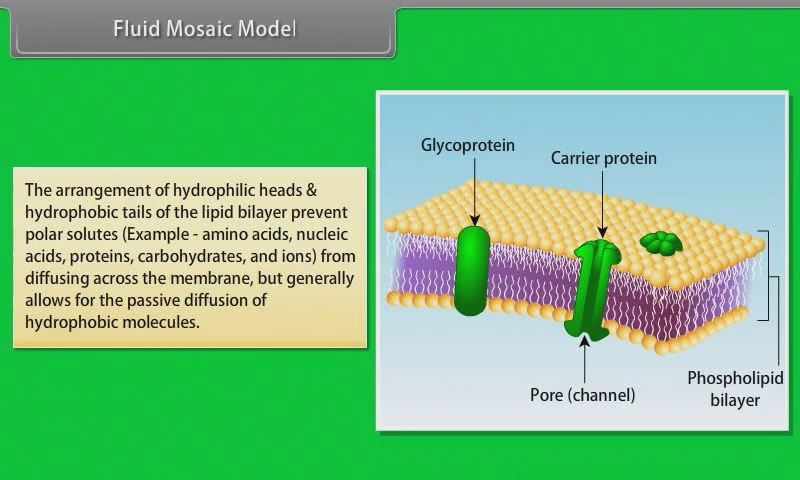 Fluid Mosaic Model
The arrangement of hydrophilic heads &
hydrophobic tails of the lipid bilayer prevent
polar solutes (Example - amino acids, nucleic
acids, proteins, carbohydrates, and ions) from
diffusing across the membrane, but generally
allows for the passive diffusion of
hydrophobic molecules.
Glycoprotein
Carrier protein
Pore (channel)
Phospholipid
bilayer